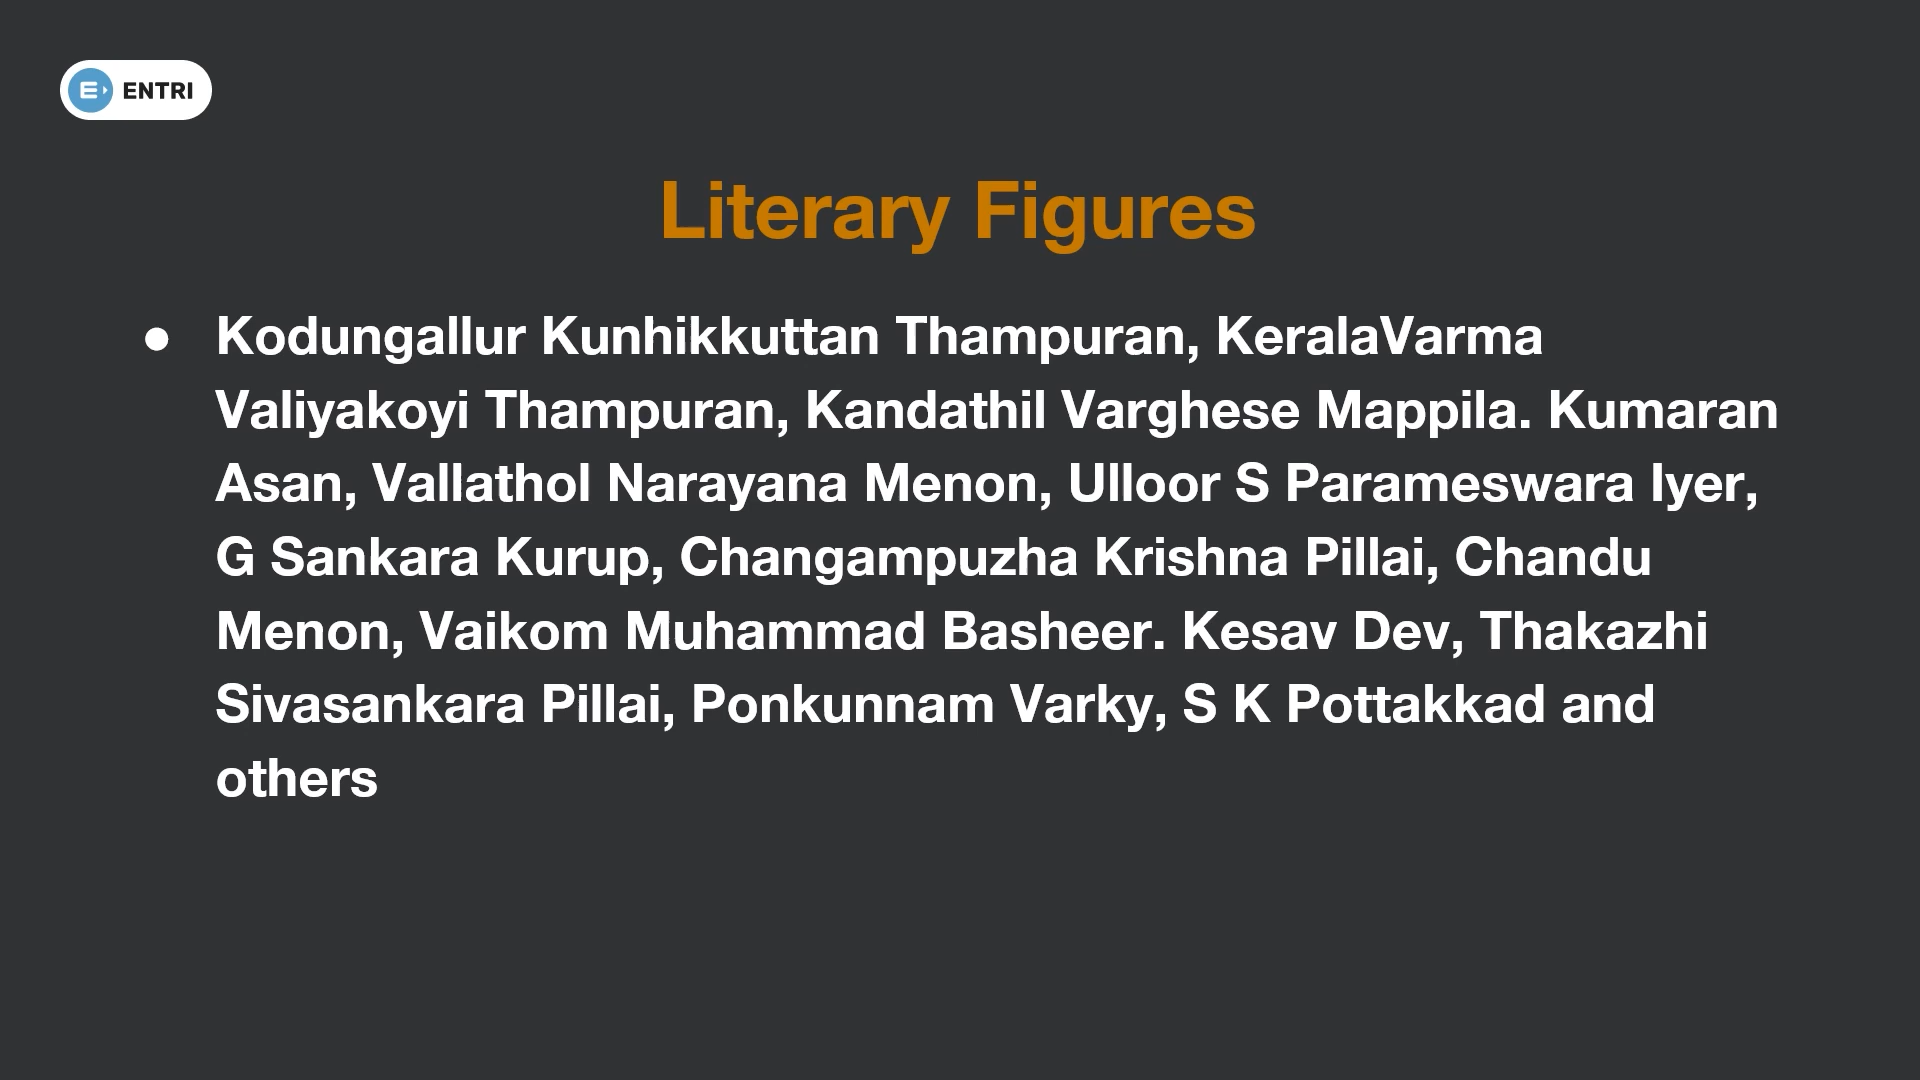 ENTRI
Literary Figures
● Kodungallur Kunhikkuttan Thampuran, KeralaVarma
Valiyakoyi Thampuran, Kandathil Varghese Mappila. Kumaran
Asan, Vallathol Narayana Menon, Ulloor S Parameswara Iyer,
G Sankara Kurup, Changampuzha Krishna Pillai, Chandu
Menon, Vaikom Muhammad Basheer. Kesav Dev, Thakazhi
Sivasankara Pillai, Ponkunnam Varky, S K Pottakkad and
others